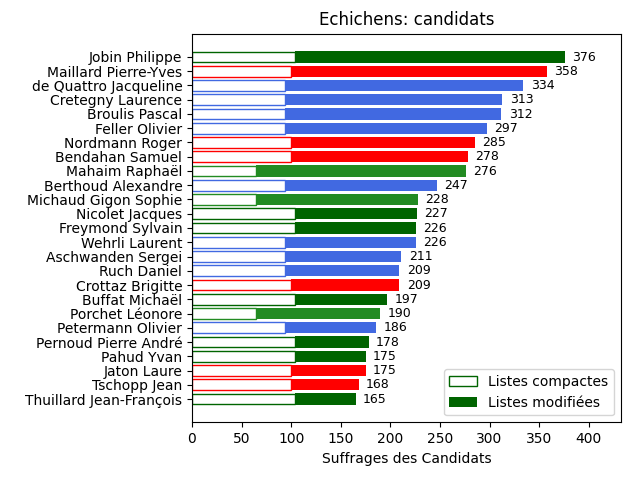 Echichens: candidats
Jobin Philippe 376
Maillard Pierre-Yves 358
de Quattro Jacqueline 334
Cretegny Laurence 313
Broulis Pascal 312
Feller Olivier 297
Nordmann Roger 285
Bendahan Samuel 278
Mahaim Raphaël 276
Berthoud Alexandre 247
Michaud Gigon Sophie 228
Nicolet Jacques 227
Freymond Sylvain 226
Wehrli Laurent 226
Aschwanden Sergei 211
Ruch Daniel 209
Crottaz Brigitte 209
Buffat Michaël 197
Porchet Léonore 190
Petermann Olivier 186
Pernoud Pierre André 178
Pahud Yvan 175
Jaton Laure 175
Tschopp Jean 168
Thuillard Jean-François 165
Listes compactes
Listes modifiées
0 50 100 150 200 250 300 350 400
Suffrages des Candidats